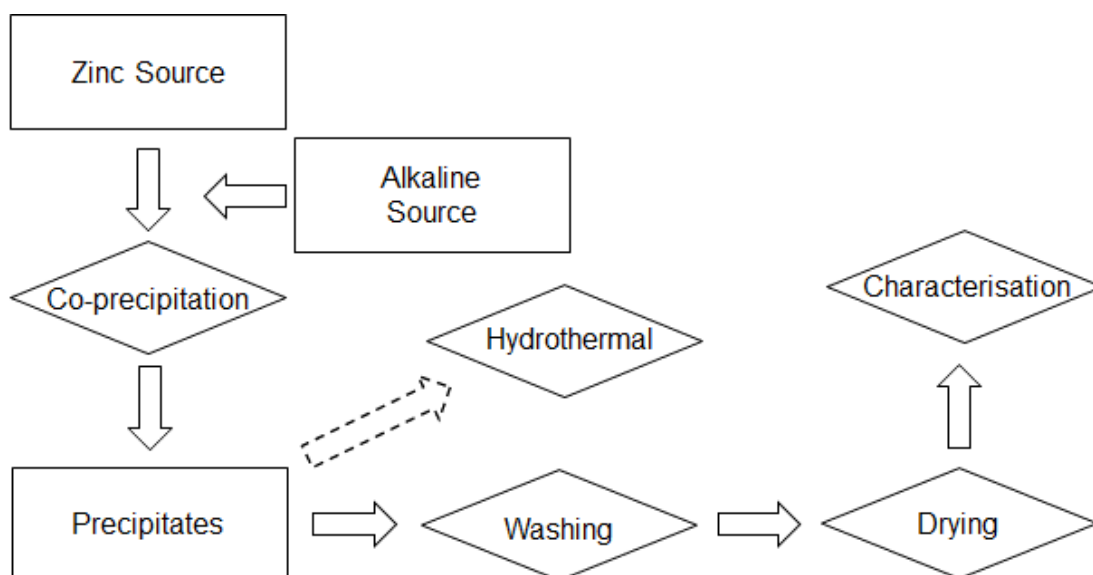 Zinc Source
Alkaline
Source
Co-precipitation
Characterisation
Hydrothermal
Precipitates
Washing
Drying